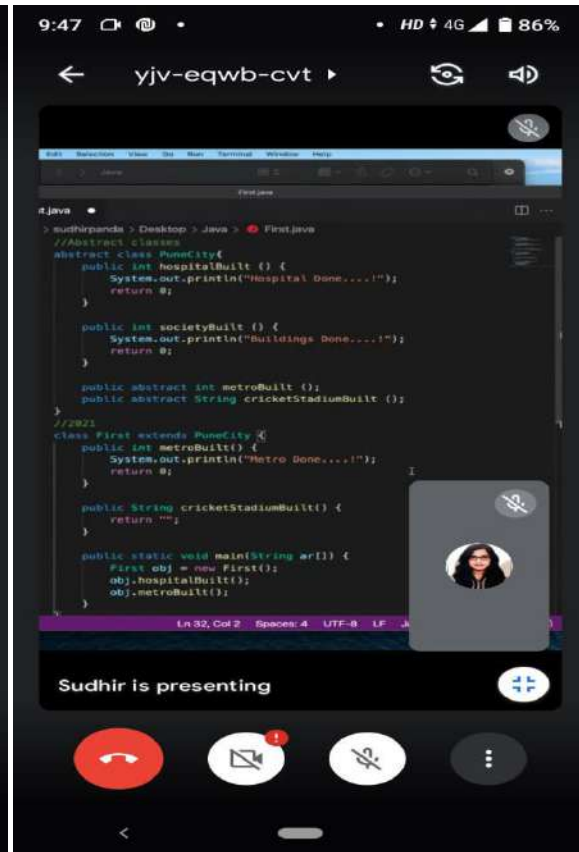 9:47 HD 4G 86%
yjv-eqwb-cvt
Edit Selection View Go Run Terminal Window Help
Java
First.java
t.java
> sudhirpanda > Desktop > Java > First.java
//Abstract classes
abstract class PuneCity{
public int hospitalBuilt () {
System.out.println("Hospital Done....!");
return 0;
}
public int societyBuilt () {
System.out.println("Buildings Done....!");
return 0;
}
public abstract int metroBuilt ();
public abstract String cricketStadiumBuilt ();
}
//2021
class First extends PuneCity {
public int metroBuilt() {
System.out.println("Metro Done....!");
return 0;
}
public String cricketStadiumBuilt() {
return "";
}
public static void main(String ar[]) {
First obj = new First();
obj.hospitalBuilt();
obj.metroBuilt();
}
}
Ln 32, Col 2 Spaces: 4 UTF-8 LF
Sudhir is presenting